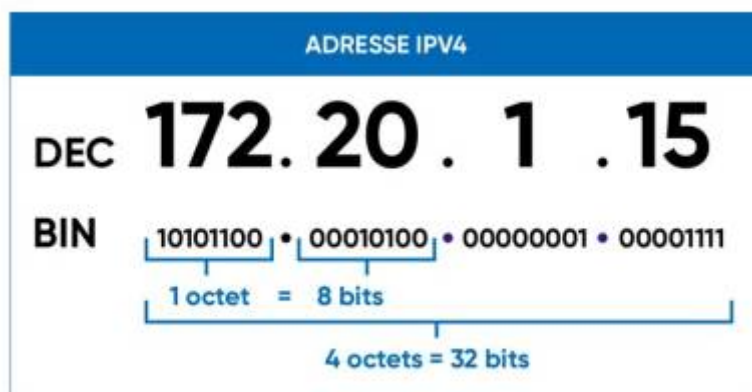 ADRESSE IPV4
DEC 172. 20 . 1 . 15
BIN 10101100 • 00010100 • 00000001 • 00001111
1 octet = 8 bits
4 octets = 32 bits